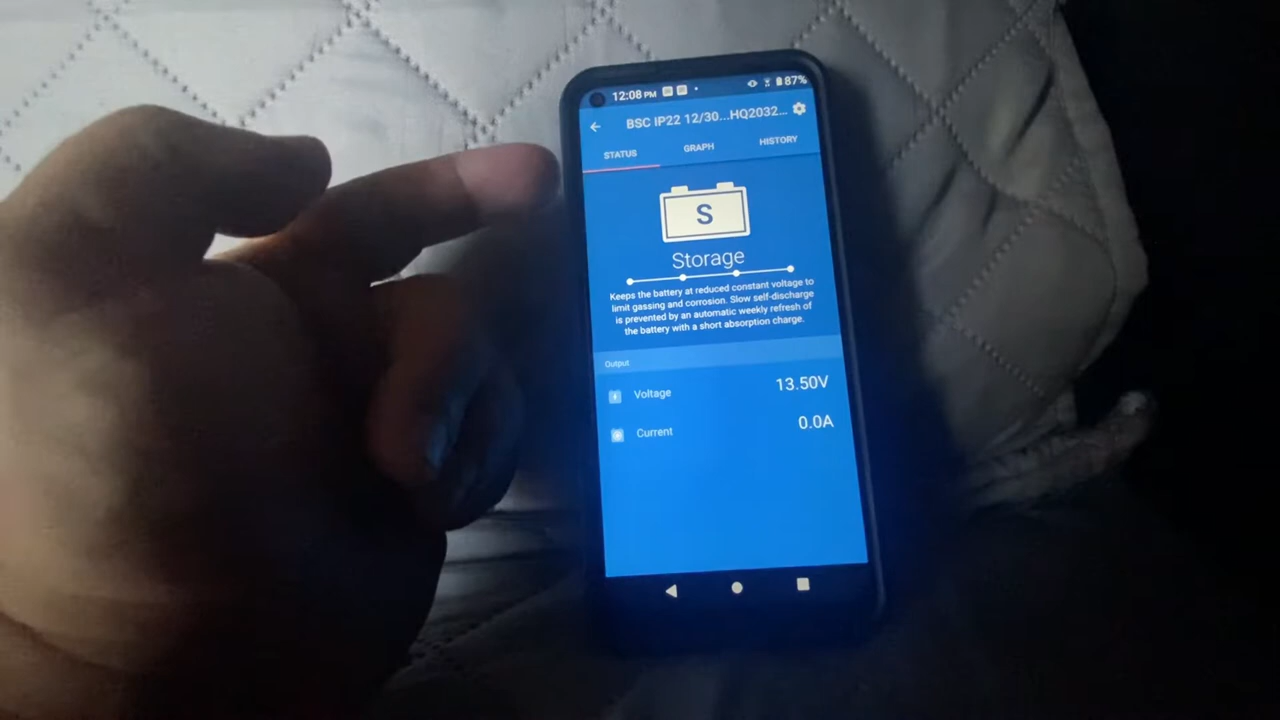 12:08 PM 87%
BSC IP22 12/30...HQ2032...
STATUS GRAPH HISTORY
S
Storage
Keeps the battery at reduced constant voltage to
limit gassing and corrosion. Slow self-discharge
is prevented by an automatic weekly refresh of
the battery with a short absorption charge.
Output
Voltage 13.50V
Current 0.0A